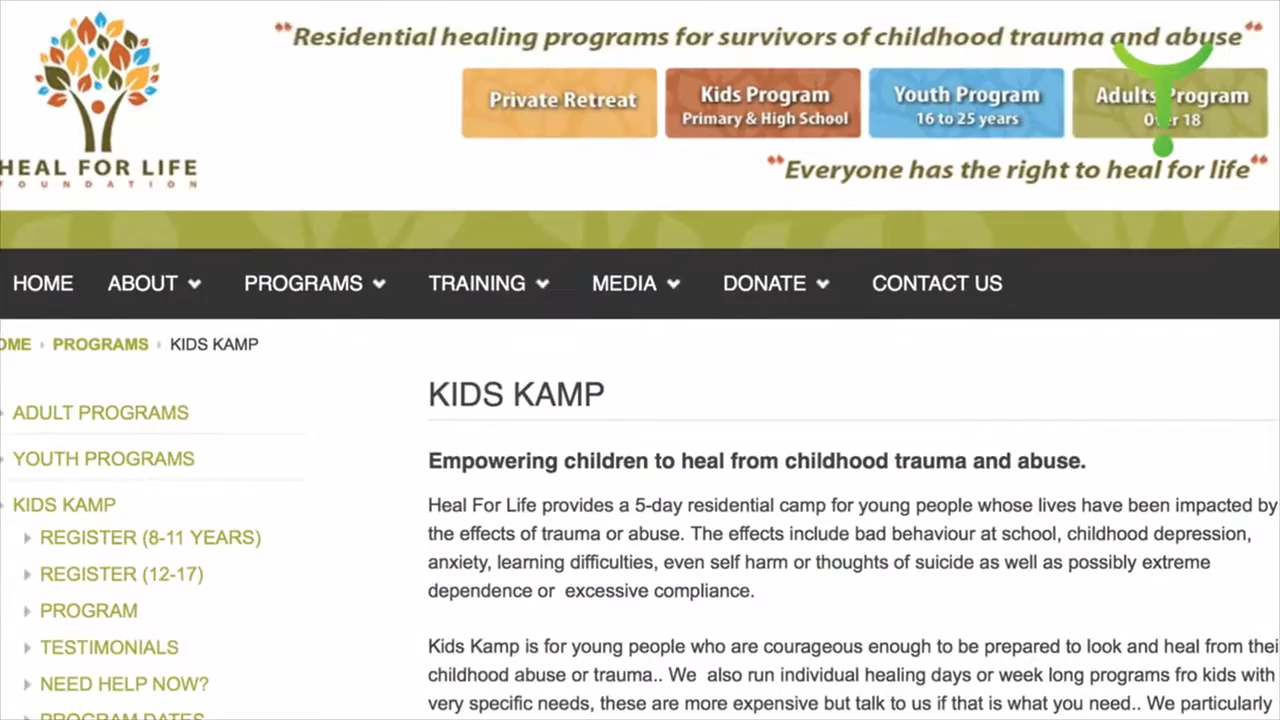 "Residential healing programs for survivors of childhood trauma and abuse"
Private Retreat
Kids Program
Primary & High School
Youth Program
16 to 25 years
Adults Program
Over 18
HEAL FOR LIFE
FOUNDATION
"Everyone has the right to heal for life"
HOME ABOUT PROGRAMS TRAINING MEDIA DONATE CONTACT US
OME PROGRAMS KIDS KAMP
ADULT PROGRAMS
YOUTH PROGRAMS
KIDS KAMP
REGISTER (8-11 YEARS)
REGISTER (12-17)
PROGRAM
TESTIMONIALS
NEED HELP NOW?
PROGRAM DATES
KIDS KAMP
Empowering children to heal from childhood trauma and abuse.
Heal For Life provides a 5-day residential camp for young people whose lives have been impacted by
the effects of trauma or abuse. The effects include bad behaviour at school, childhood depression,
anxiety, learning difficulties, even self harm or thoughts of suicide as well as possibly extreme
dependence or excessive compliance.
Kids Kamp is for young people who are courageous enough to be prepared to look and heal from thei
childhood abuse or trauma.. We also run individual healing days or week long programs fro kids with
very specific needs, these are more expensive but talk to us if that is what you need.. We particularly